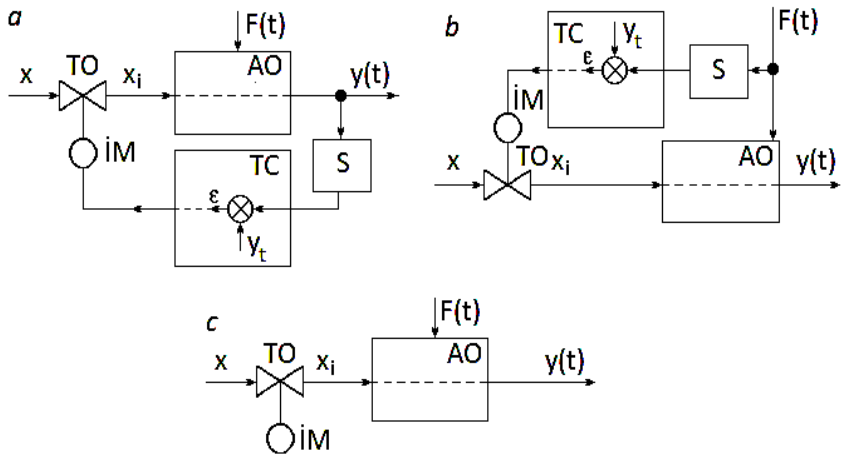 a
F(t)
TO
AO
x
xᵢ
y(t)
İM
S
TC
ε
yₜ
b
F(t)
TC
yₜ
ε
S
İM
TO
x
xᵢ
AO
y(t)
c
F(t)
TO
AO
x
xᵢ
y(t)
İM